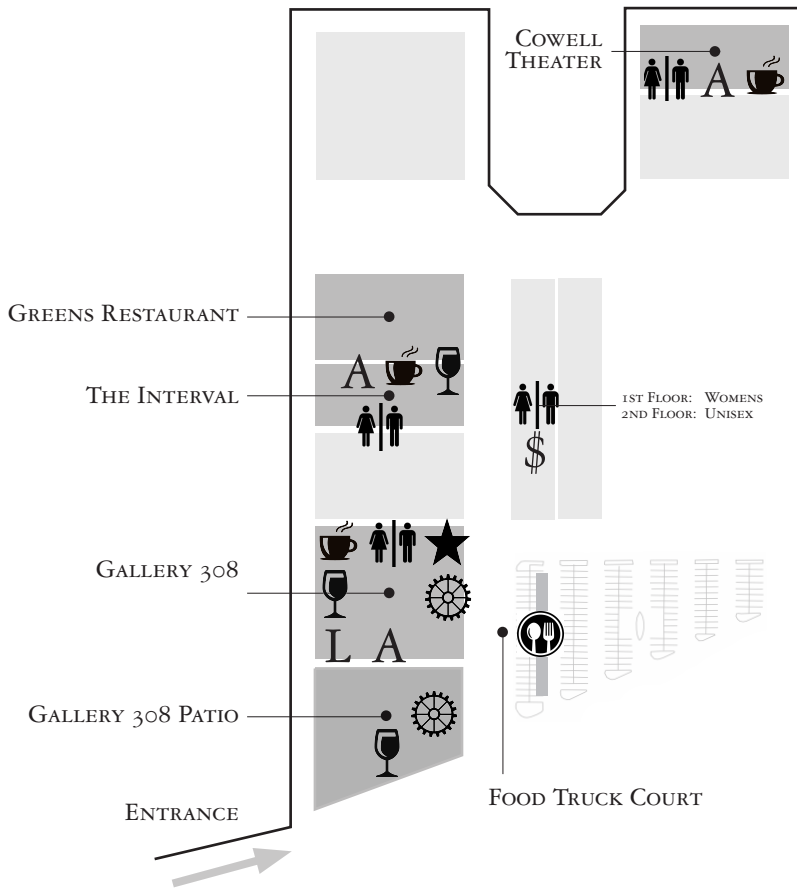 Cowell
Theater
A
Greens Restaurant
A
The Interval
1st Floor: Womens
2nd Floor: Unisex
$
Gallery 308
L A
Gallery 308 Patio
Food Truck Court
Entrance